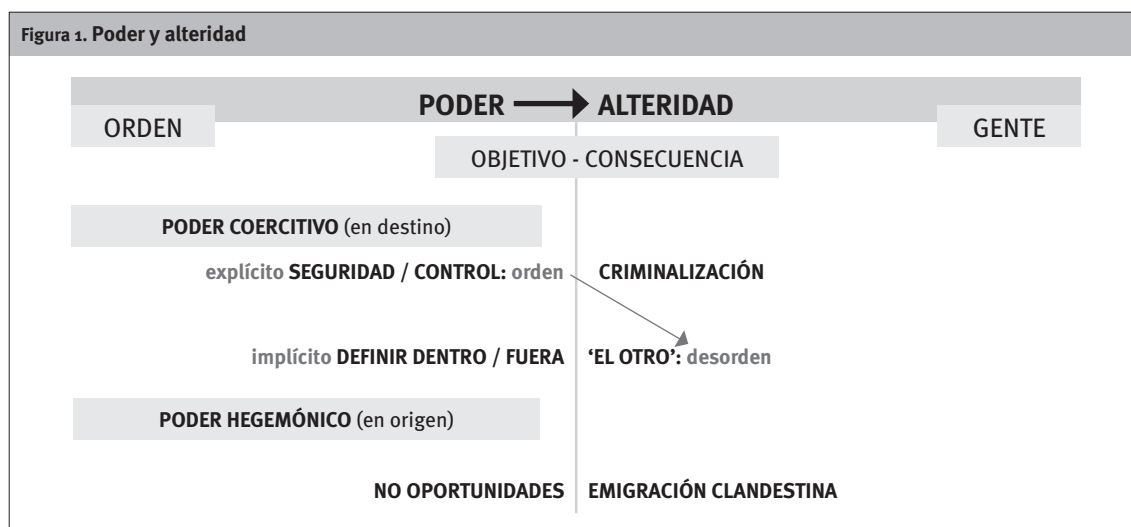 Figura 1. Poder y alteridad
PODER ALTERIDAD
ORDEN
GENTE
OBJETIVO - CONSECUENCIA
PODER COERCITIVO (en destino)
explícito SEGURIDAD / CONTROL: orden
CRIMINALIZACIÓN
implícito DEFINIR DENTRO / FUERA
‘EL OTRO’: desorden
PODER HEGEMÓNICO (en origen)
NO OPORTUNIDADES
EMIGRACIÓN CLANDESTINA